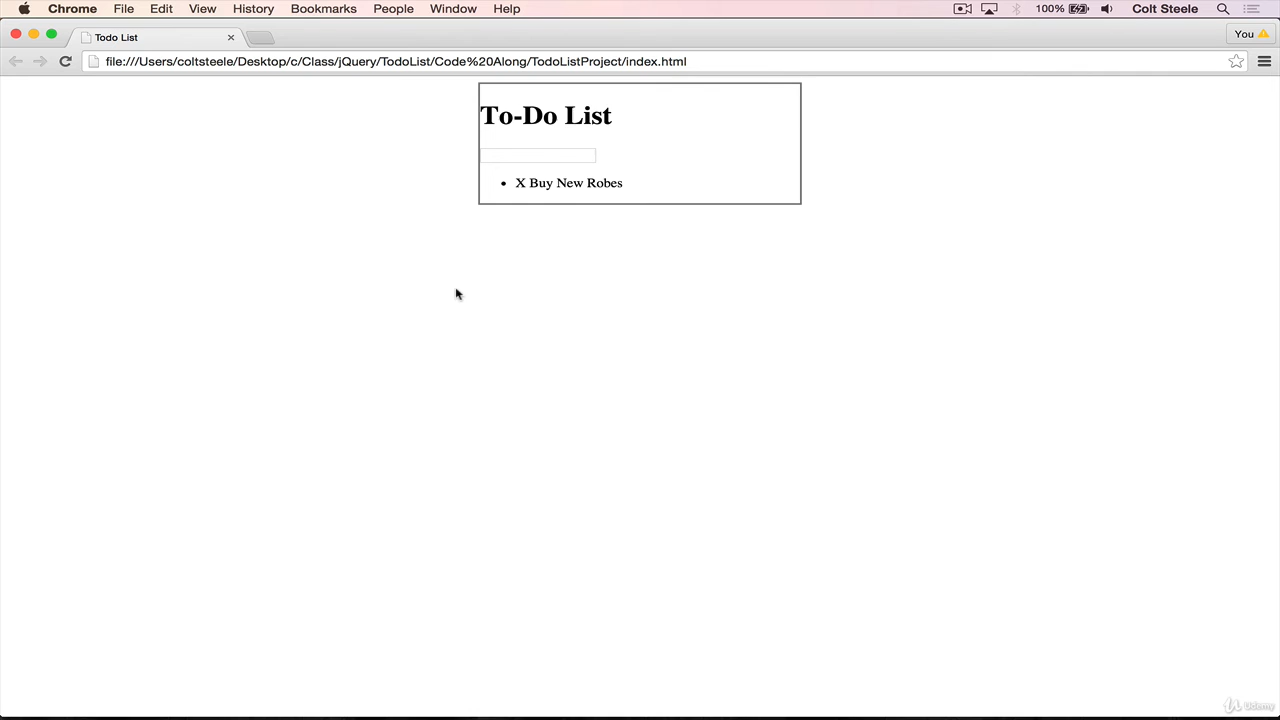 Chrome File Edit View History Bookmarks People Window Help 100% Colt Steele
Todo List You
file:///Users/coltsteele/Desktop/c/Class/jQuery/TodoList/Code%20Along/TodoListProject/index.html
To-Do List
• X Buy New Robes
Udemy